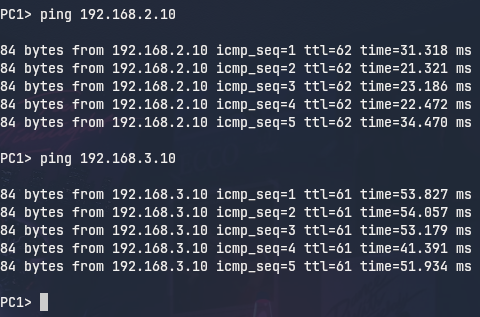 PC1> ping 192.168.2.10
84 bytes from 192.168.2.10 icmp_seq=1 ttl=62 time=31.318 ms
84 bytes from 192.168.2.10 icmp_seq=2 ttl=62 time=21.321 ms
84 bytes from 192.168.2.10 icmp_seq=3 ttl=62 time=23.186 ms
84 bytes from 192.168.2.10 icmp_seq=4 ttl=62 time=22.472 ms
84 bytes from 192.168.2.10 icmp_seq=5 ttl=62 time=34.470 ms
PC1> ping 192.168.3.10
84 bytes from 192.168.3.10 icmp_seq=1 ttl=61 time=53.827 ms
84 bytes from 192.168.3.10 icmp_seq=2 ttl=61 time=54.057 ms
84 bytes from 192.168.3.10 icmp_seq=3 ttl=61 time=53.179 ms
84 bytes from 192.168.3.10 icmp_seq=4 ttl=61 time=41.391 ms
84 bytes from 192.168.3.10 icmp_seq=5 ttl=61 time=51.934 ms
PC1>